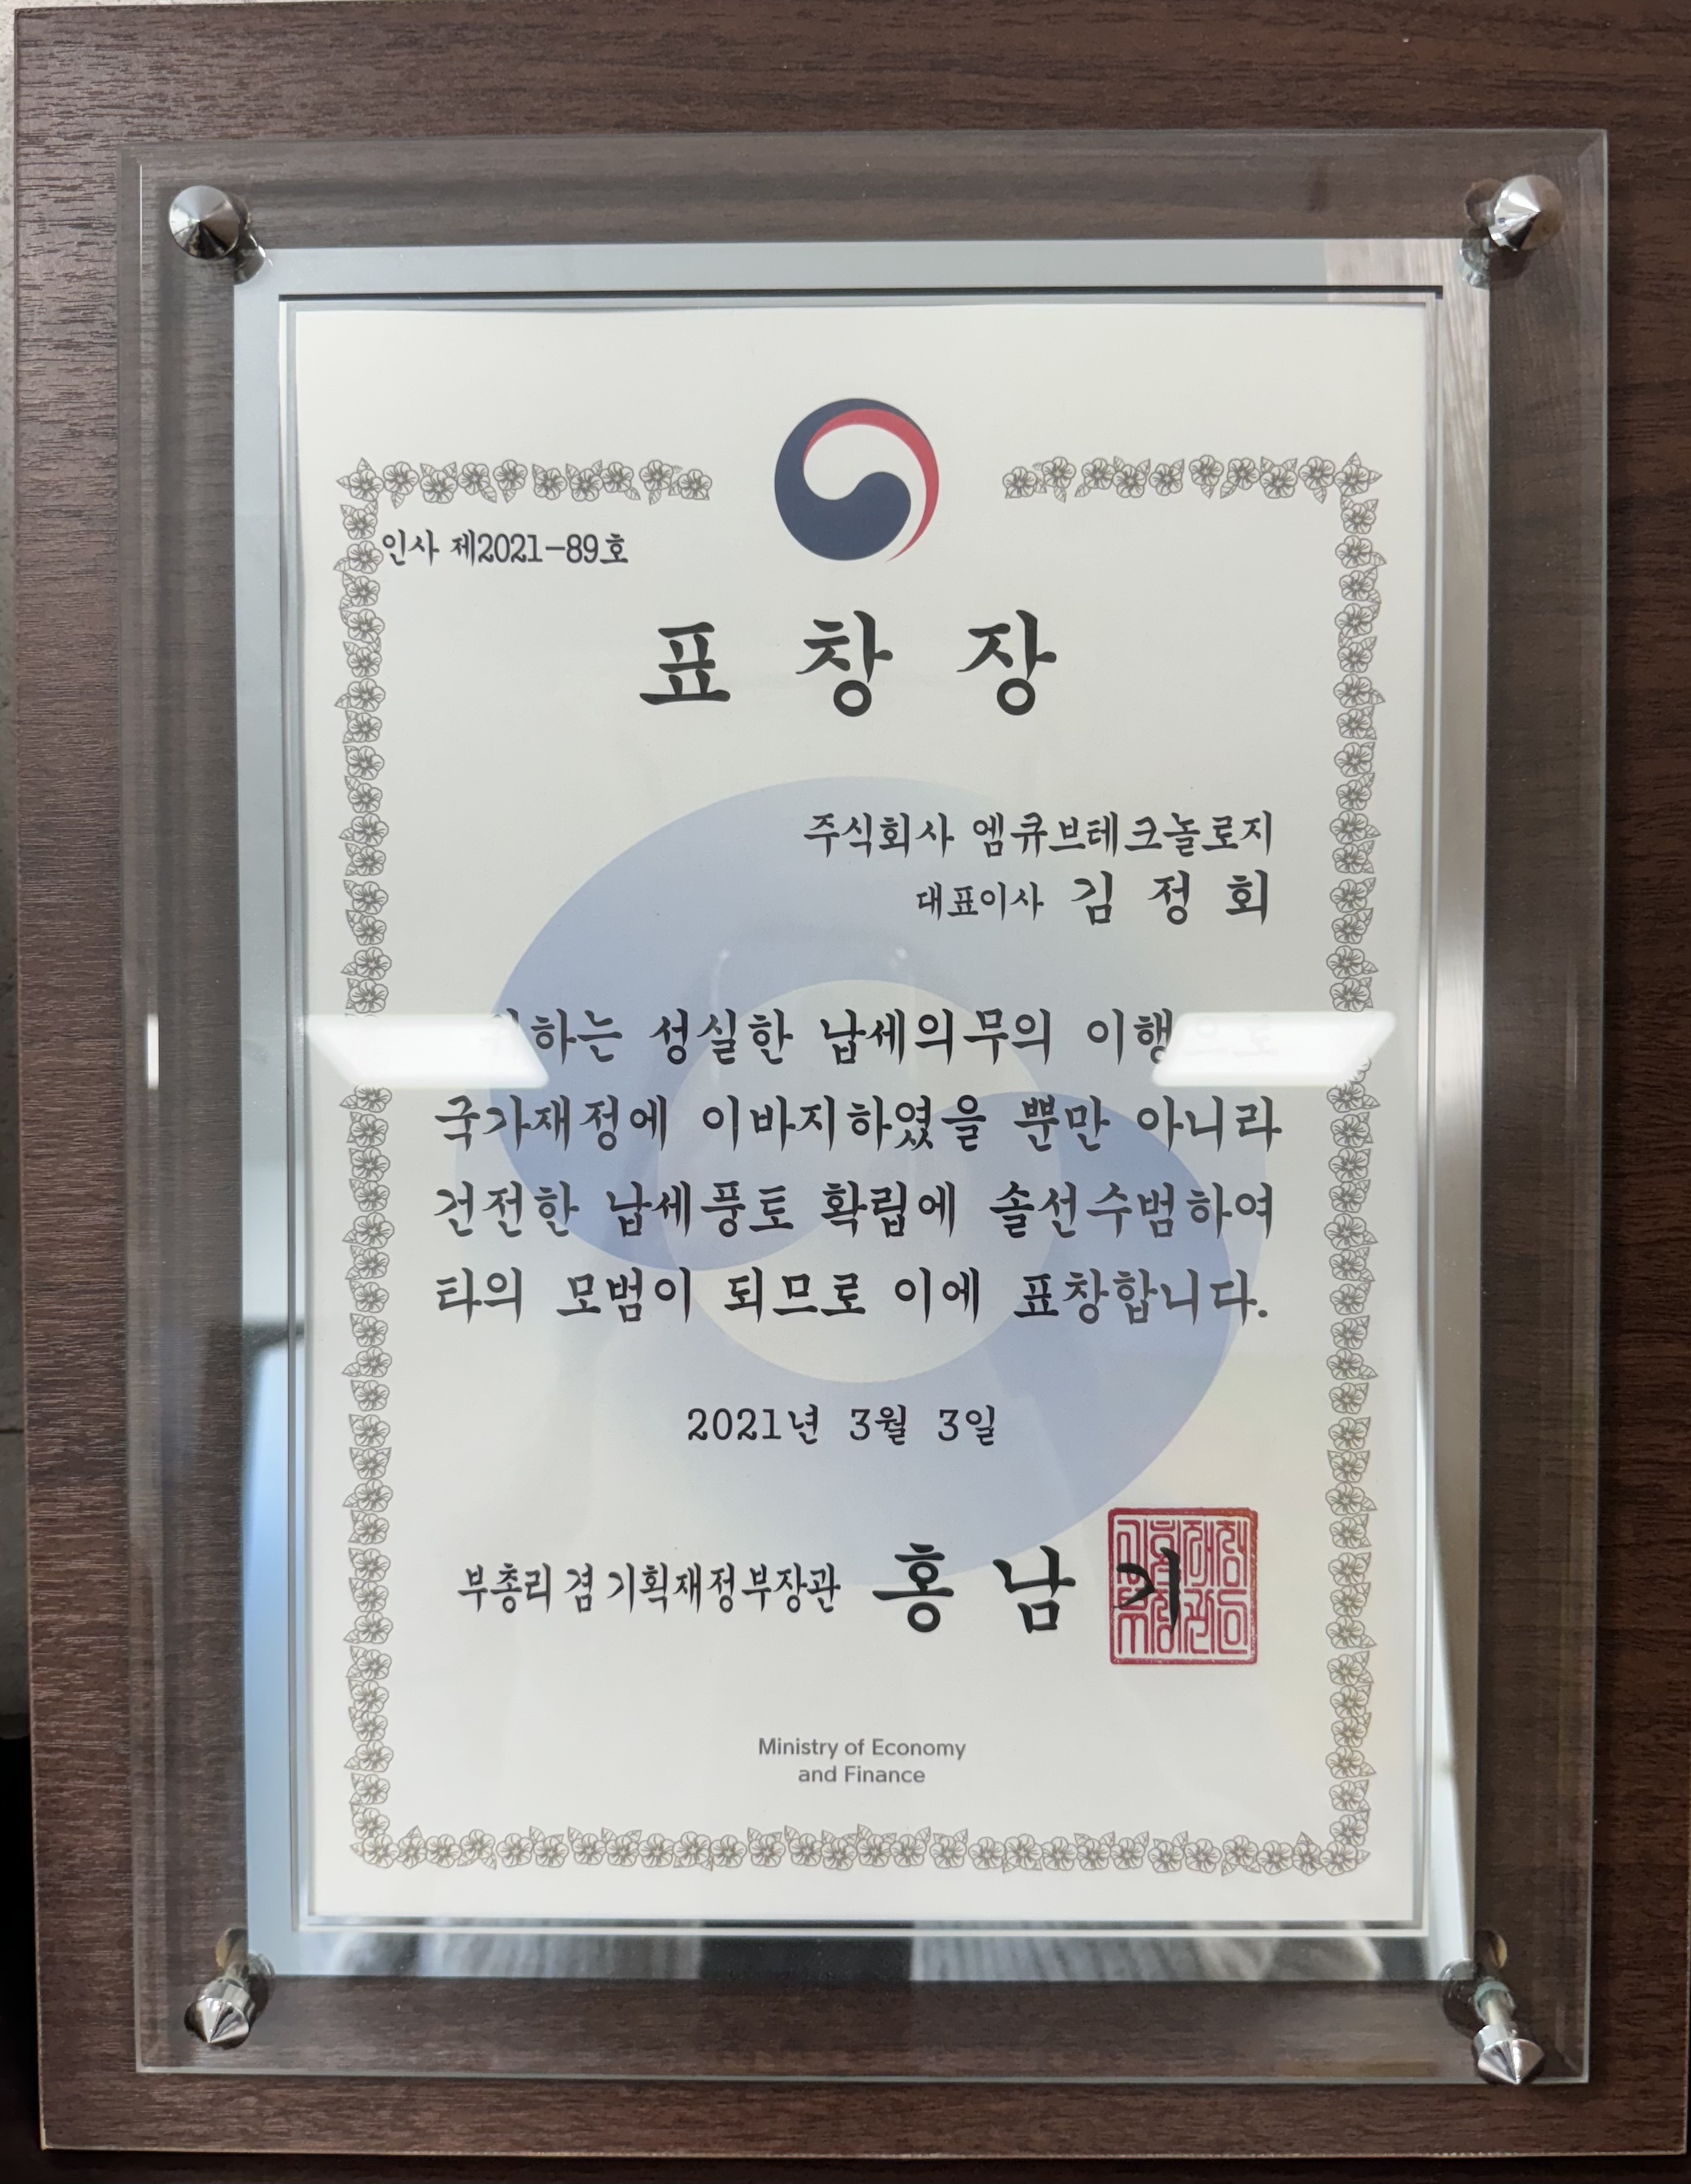 인사 제2021-89호
표 창 장
주식회사 엠큐브테크놀로지
대표이사 김 정 회
성실한 납세의무의 이행
국가재정에 이바지하였을 뿐만 아니라
건전한 납세풍토 확립에 솔선수범하여
타의 모범이 되므로 이에 표창합니다.
2021년 3월 3일
부총리 겸 기획재정부장관 홍 남 기
Ministry of Economy
and Finance